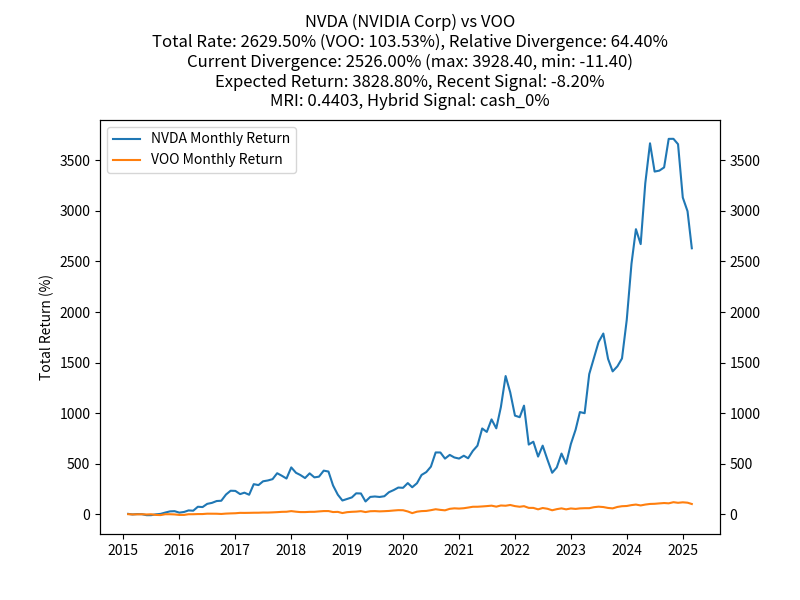 NVDA (NVIDIA Corp) vs VOO
Total Rate: 2629.50% (VOO: 103.53%), Relative Divergence: 64.40%
Current Divergence: 2526.00% (max: 3928.40, min: -11.40)
Expected Return: 3828.80%, Recent Signal: -8.20%
MRI: 0.4403, Hybrid Signal: cash_0%
NVDA Monthly Return
VOO Monthly Return
Total Return (%)
3500 3500
3000 3000
2500 2500
2000 2000
1500 1500
1000 1000
500 500
0 0
2015 2016 2017 2018 2019 2020 2021 2022 2023 2024 2025